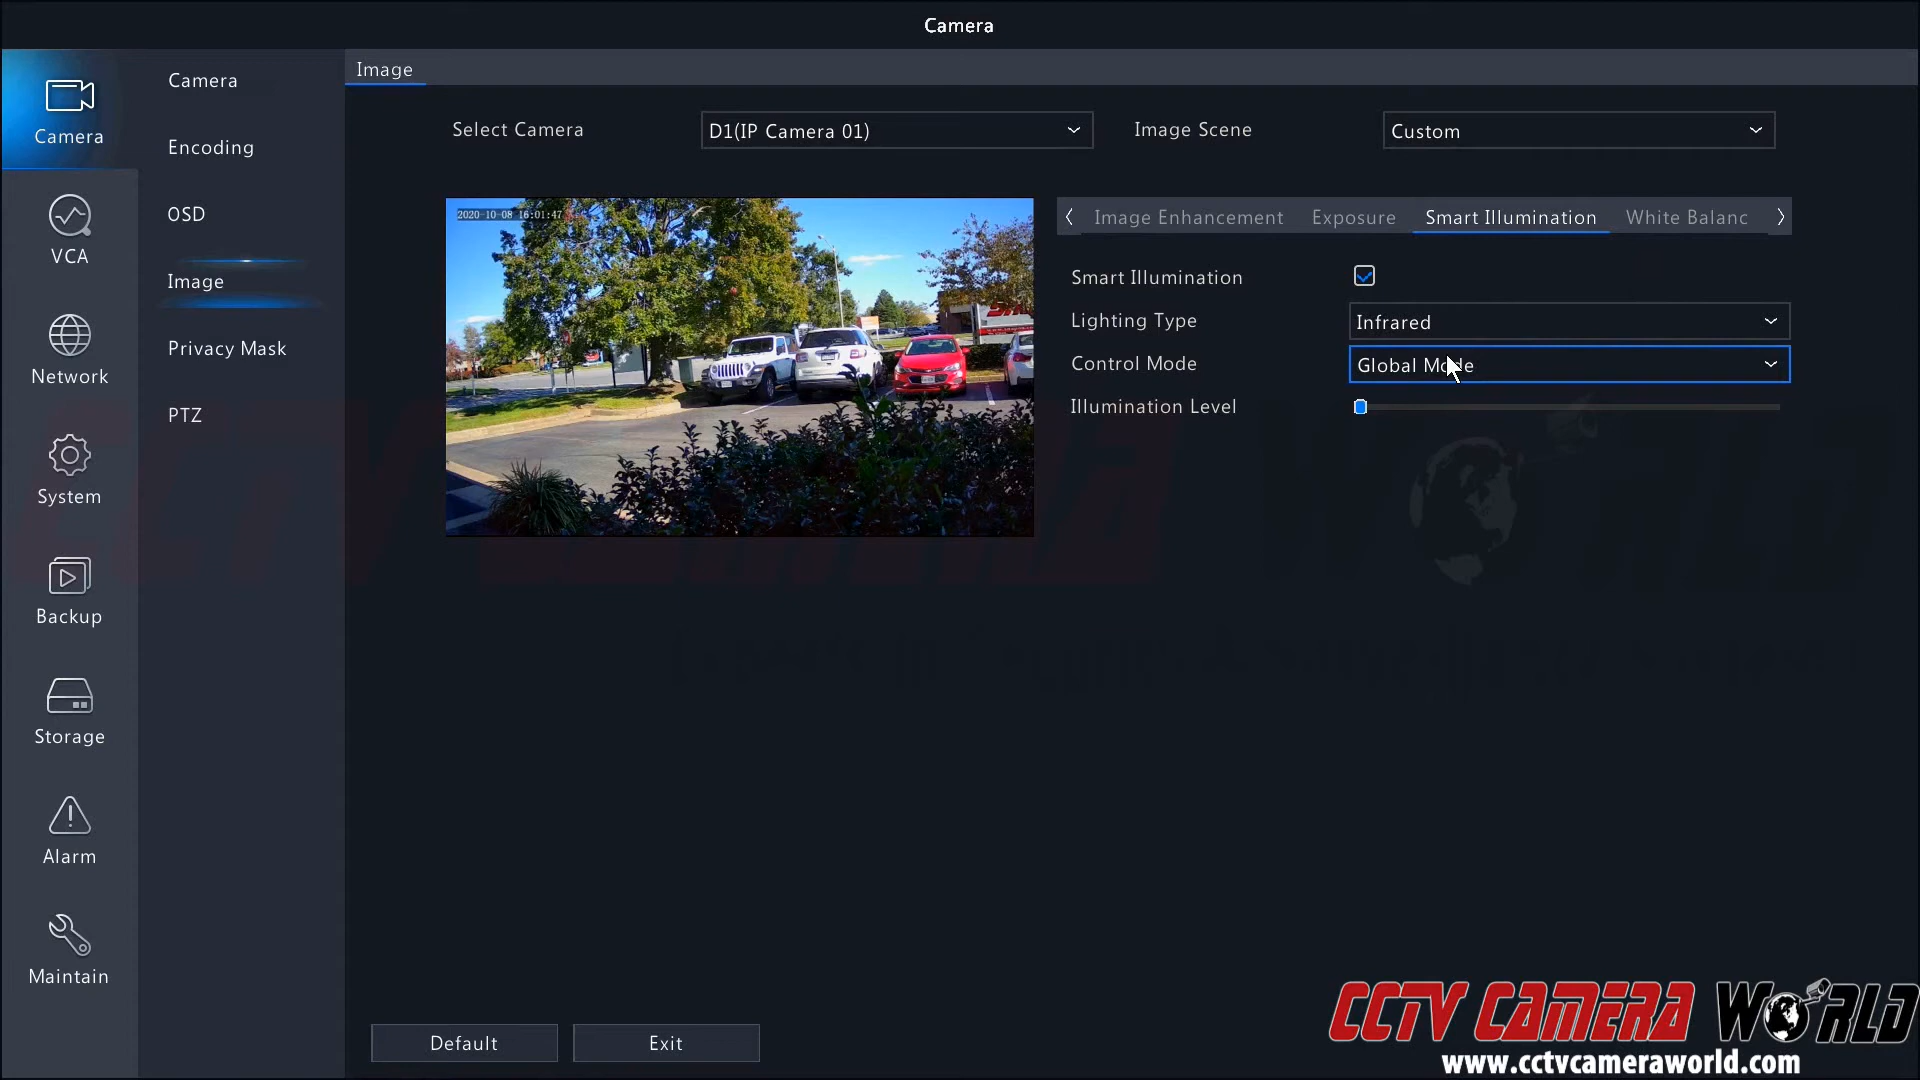 Camera
Camera
VCA
Network
System
Backup
Storage
Alarm
Maintain
Camera
Encoding
OSD
Image
Privacy Mask
PTZ
Image
Select Camera D1(IP Camera 01) Image Scene Custom
2020-10-08 16:01:47
Image Enhancement Exposure Smart Illumination White Balanc
Smart Illumination
Lighting Type Infrared
Control Mode Global Mode
Illumination Level
Default Exit
CCTV CAMERA WORLD
www.cctvcameraworld.com